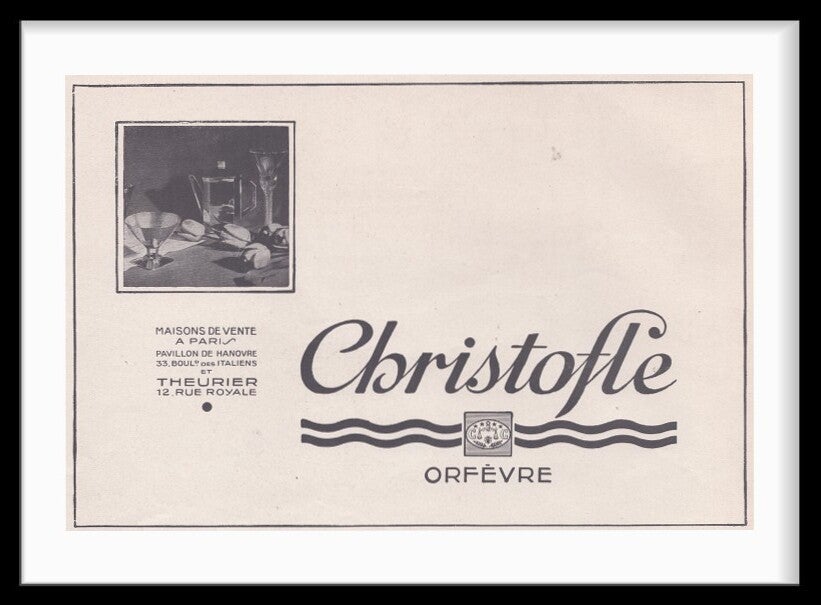 MAISONS DE VENTE
A PARIS
PAVILLON DE HANOVRE
33, BOULD DES ITALIENS
ET
THEURIER
12, RUE ROYALE
Christofle
ORFÈVRE